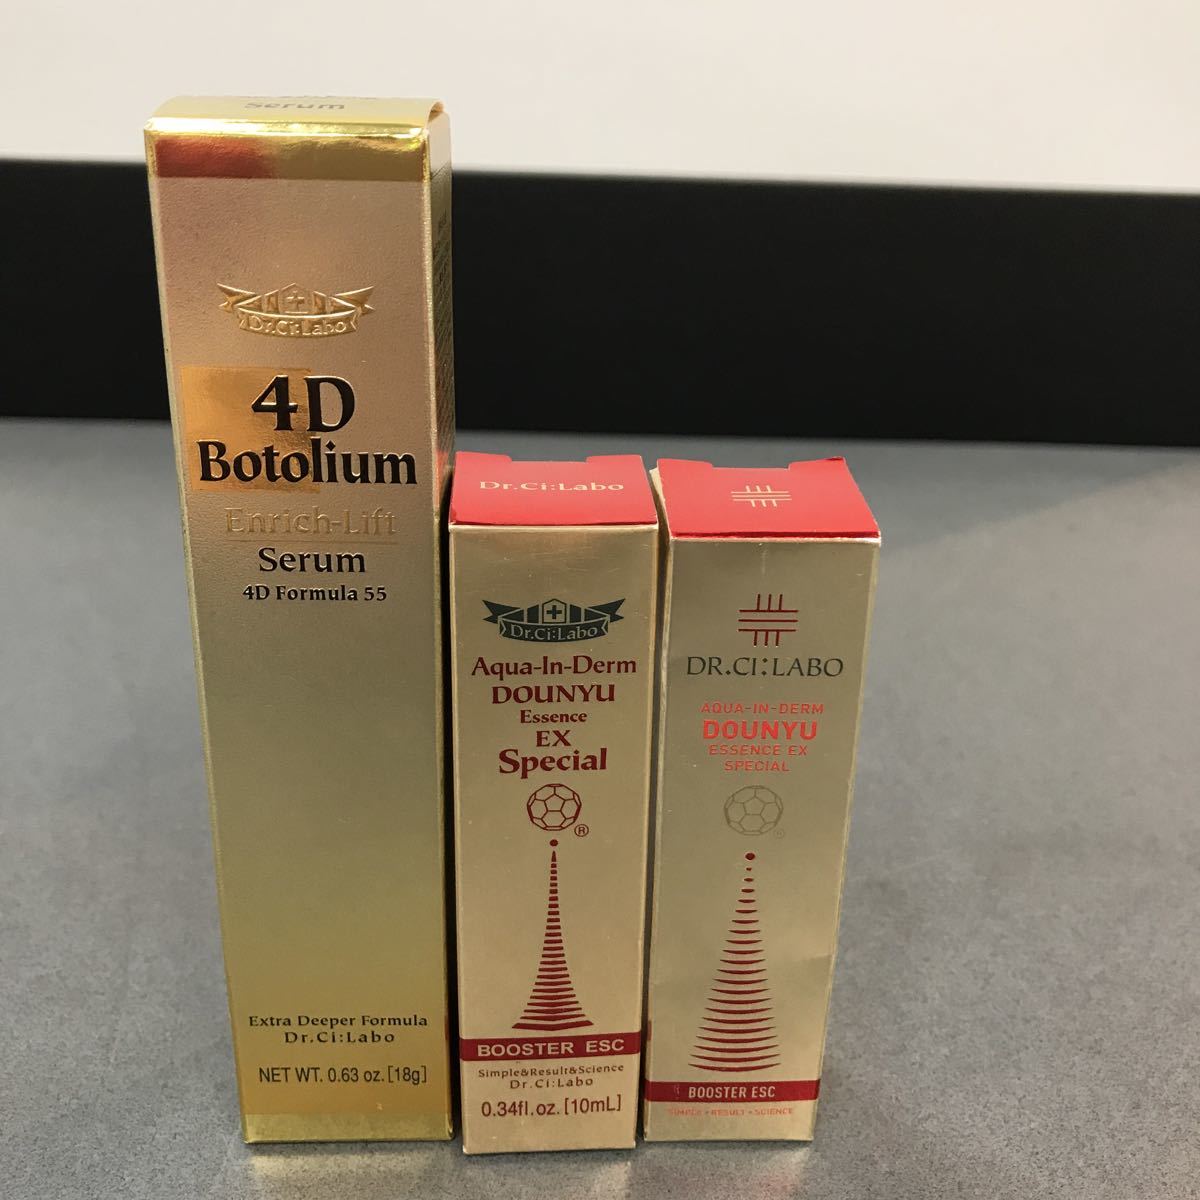 Serum
Dr.Ci:Labo
4D
Botolium
Enrich-Lift
Serum
4D Formula 55
Extra Deeper Formula
Dr.Ci:Labo
NET WT. 0.63 oz. [18g]
Dr.Ci:Labo
Dr.Ci:Labo
Aqua-In-Derm
DOUNYU
Essence
EX
Special
®
BOOSTER ESC
Simple&Result&Science
Dr.Ci:Labo
0.34fl.oz. [10mL]
DR.CI:LABO
AQUA-IN-DERM
DOUNYU
ESSENCE EX
SPECIAL
®
BOOSTER ESC
SIMPLE • RESULT • SCIENCE